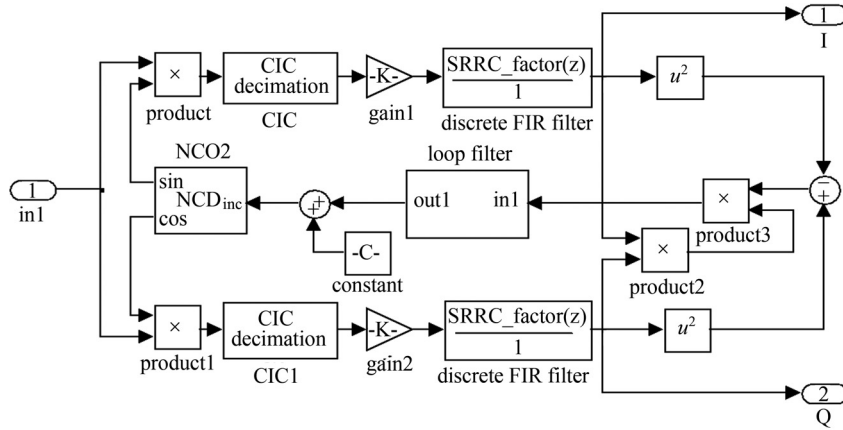 1
I
×
product
CIC
decimation
CIC
-K-
gain1
SRRC_factor(z)
1
discrete FIR filter
u²
NCO2
sin
NCD_inc
cos
1
in1
+
+
-C-
constant
loop filter
out1
in1
×
product3
×
product2
−
+
×
product1
CIC
decimation
CIC1
-K-
gain2
SRRC_factor(z)
1
discrete FIR filter
u²
2
Q